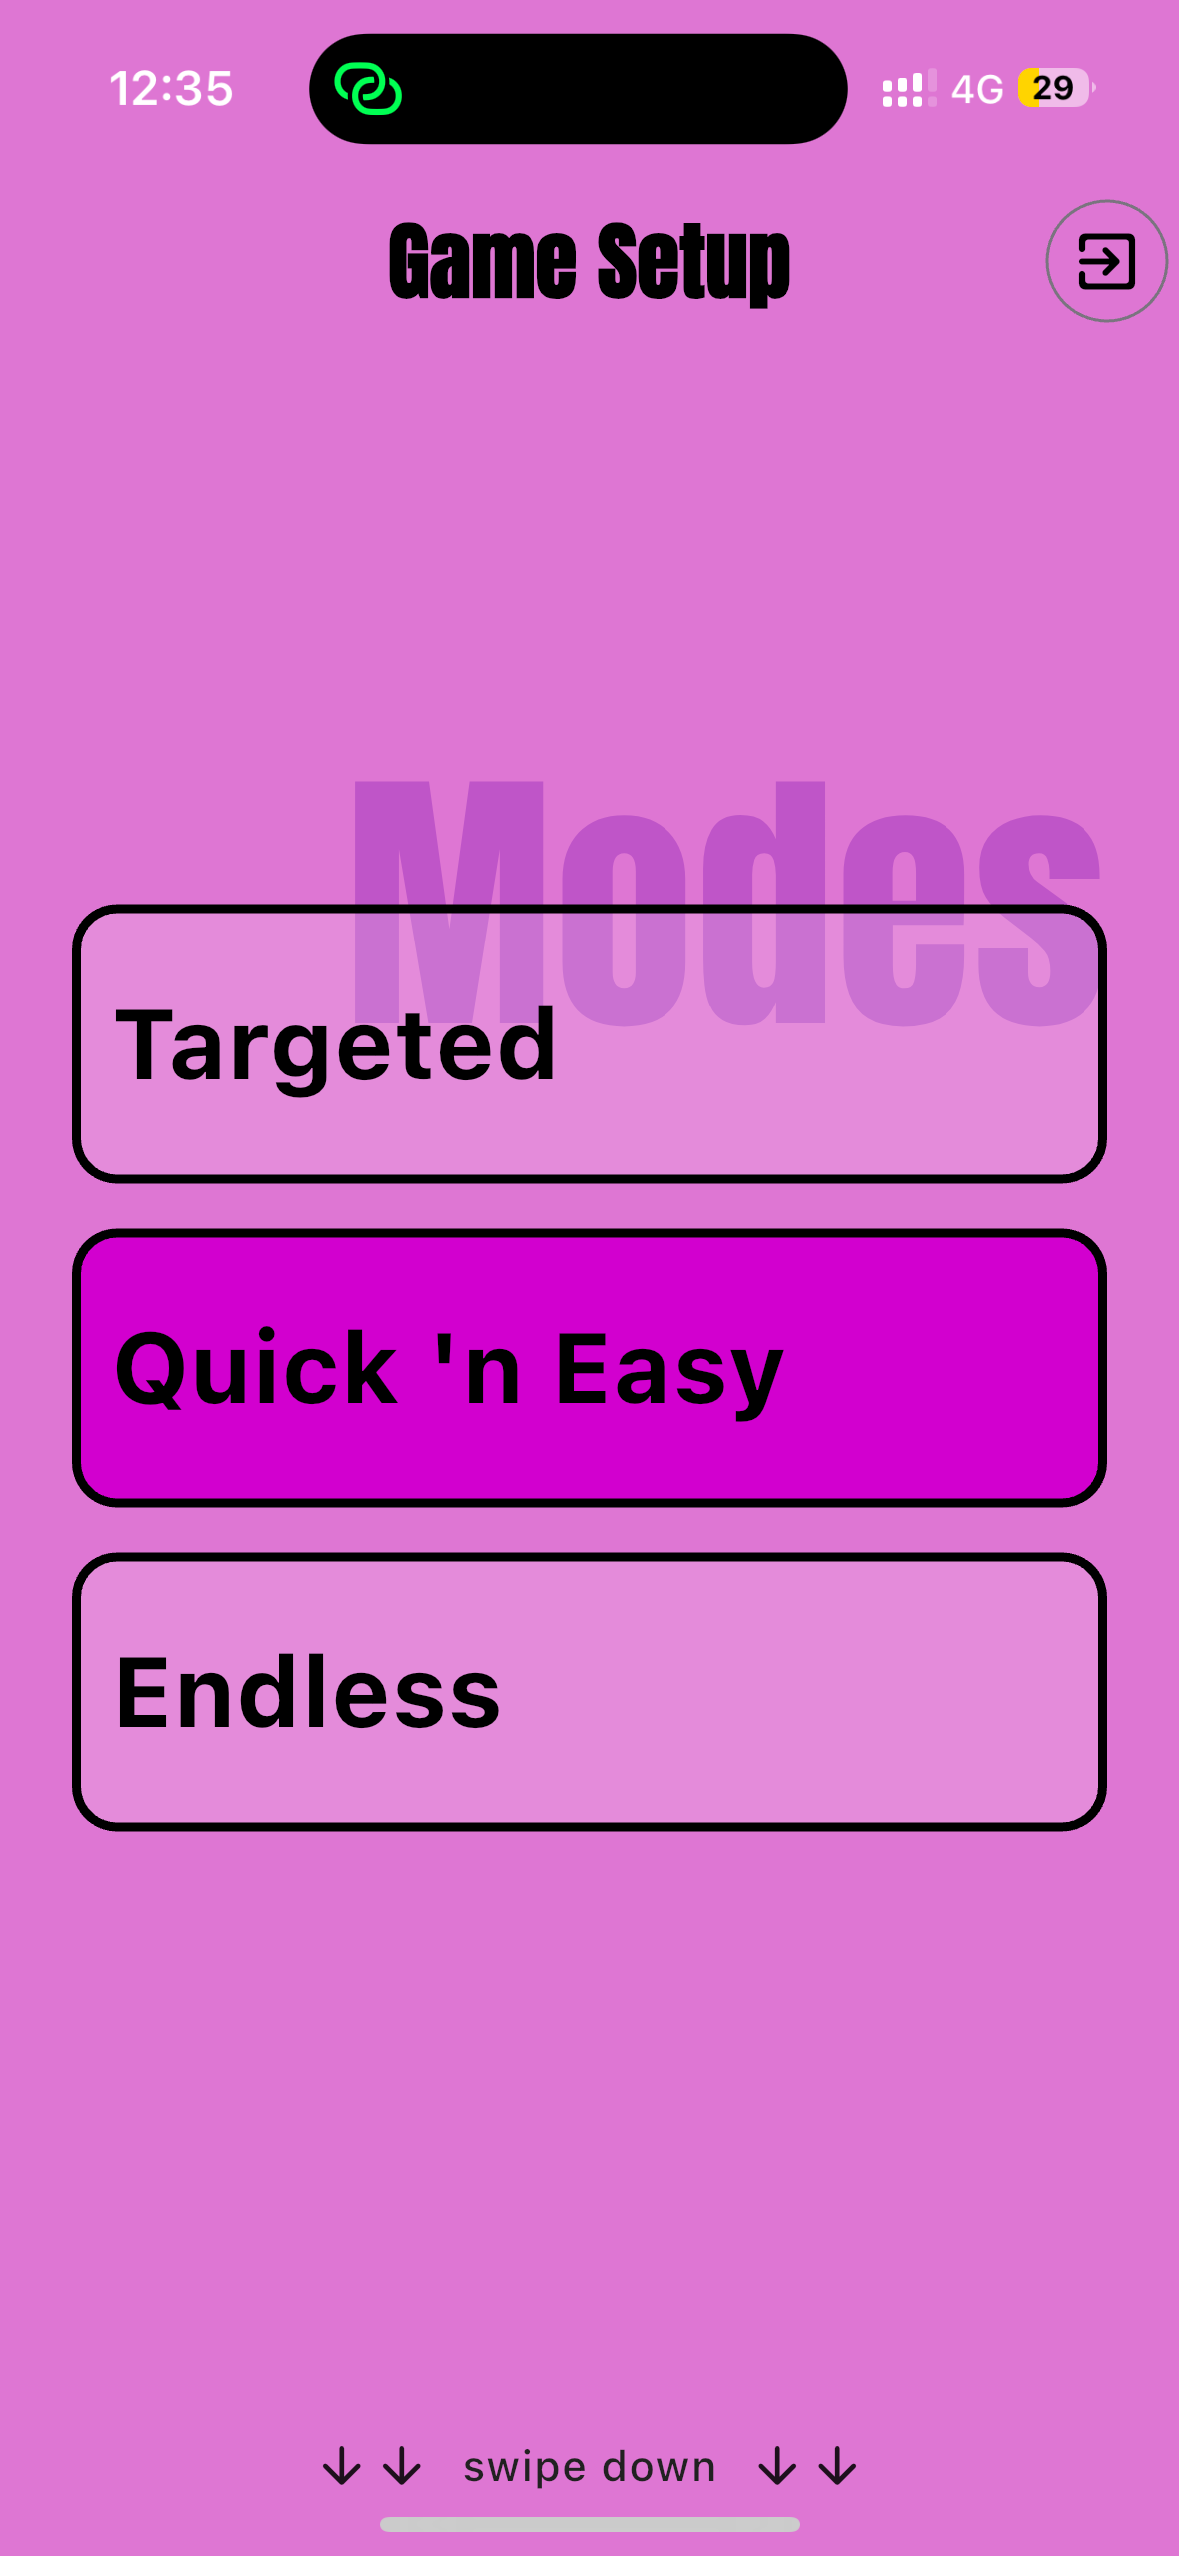 12:35
4G 29
Game Setup
Modes
Targeted
Quick 'n Easy
Endless
swipe down